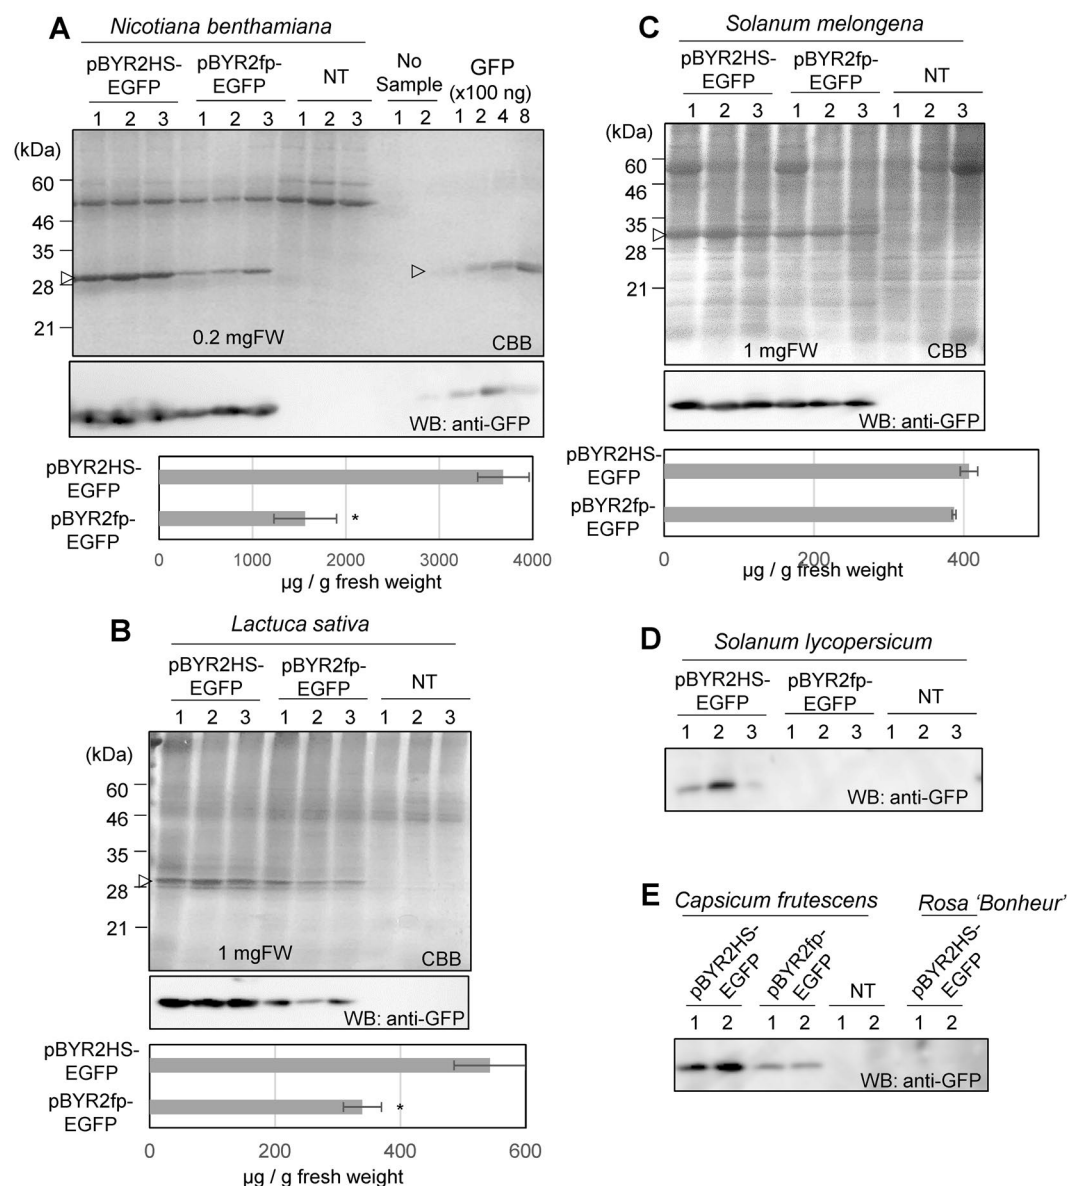 A
Nicotiana benthamiana
pBYR2HS-
EGFP
pBYR2fp-
EGFP
NT
No
Sample
GFP
(x100 ng)
1 2 3 1 2 3 1 2 3 1 2 1 2 4 8
(kDa)
60
46
35
28
21
0.2 mgFW
CBB
WB: anti-GFP
pBYR2HS-
EGFP
pBYR2fp-
EGFP
*
0 1000 2000 3000 4000
µg / g fresh weight
B
Lactuca sativa
pBYR2HS-
EGFP
pBYR2fp-
EGFP
NT
1 2 3 1 2 3 1 2 3
(kDa)
60
46
35
28
21
1 mgFW
CBB
WB: anti-GFP
pBYR2HS-
EGFP
pBYR2fp-
EGFP
*
0 200 400 600
µg / g fresh weight
C
Solanum melongena
pBYR2HS-
EGFP
pBYR2fp-
EGFP
NT
1 2 3 1 2 3 1 2 3
60
46
35
28
21
1 mgFW
CBB
WB: anti-GFP
pBYR2HS-
EGFP
pBYR2fp-
EGFP
0 200 400
µg / g fresh weight
D
Solanum lycopersicum
pBYR2HS-
EGFP
pBYR2fp-
EGFP
NT
1 2 3 1 2 3 1 2 3
WB: anti-GFP
E
Capsicum frutescens
Rosa 'Bonheur'
pBYR2HS-
EGFP
pBYR2fp-
EGFP
NT
pBYR2HS-
EGFP
1 2 1 2 1 2 1 2
WB: anti-GFP